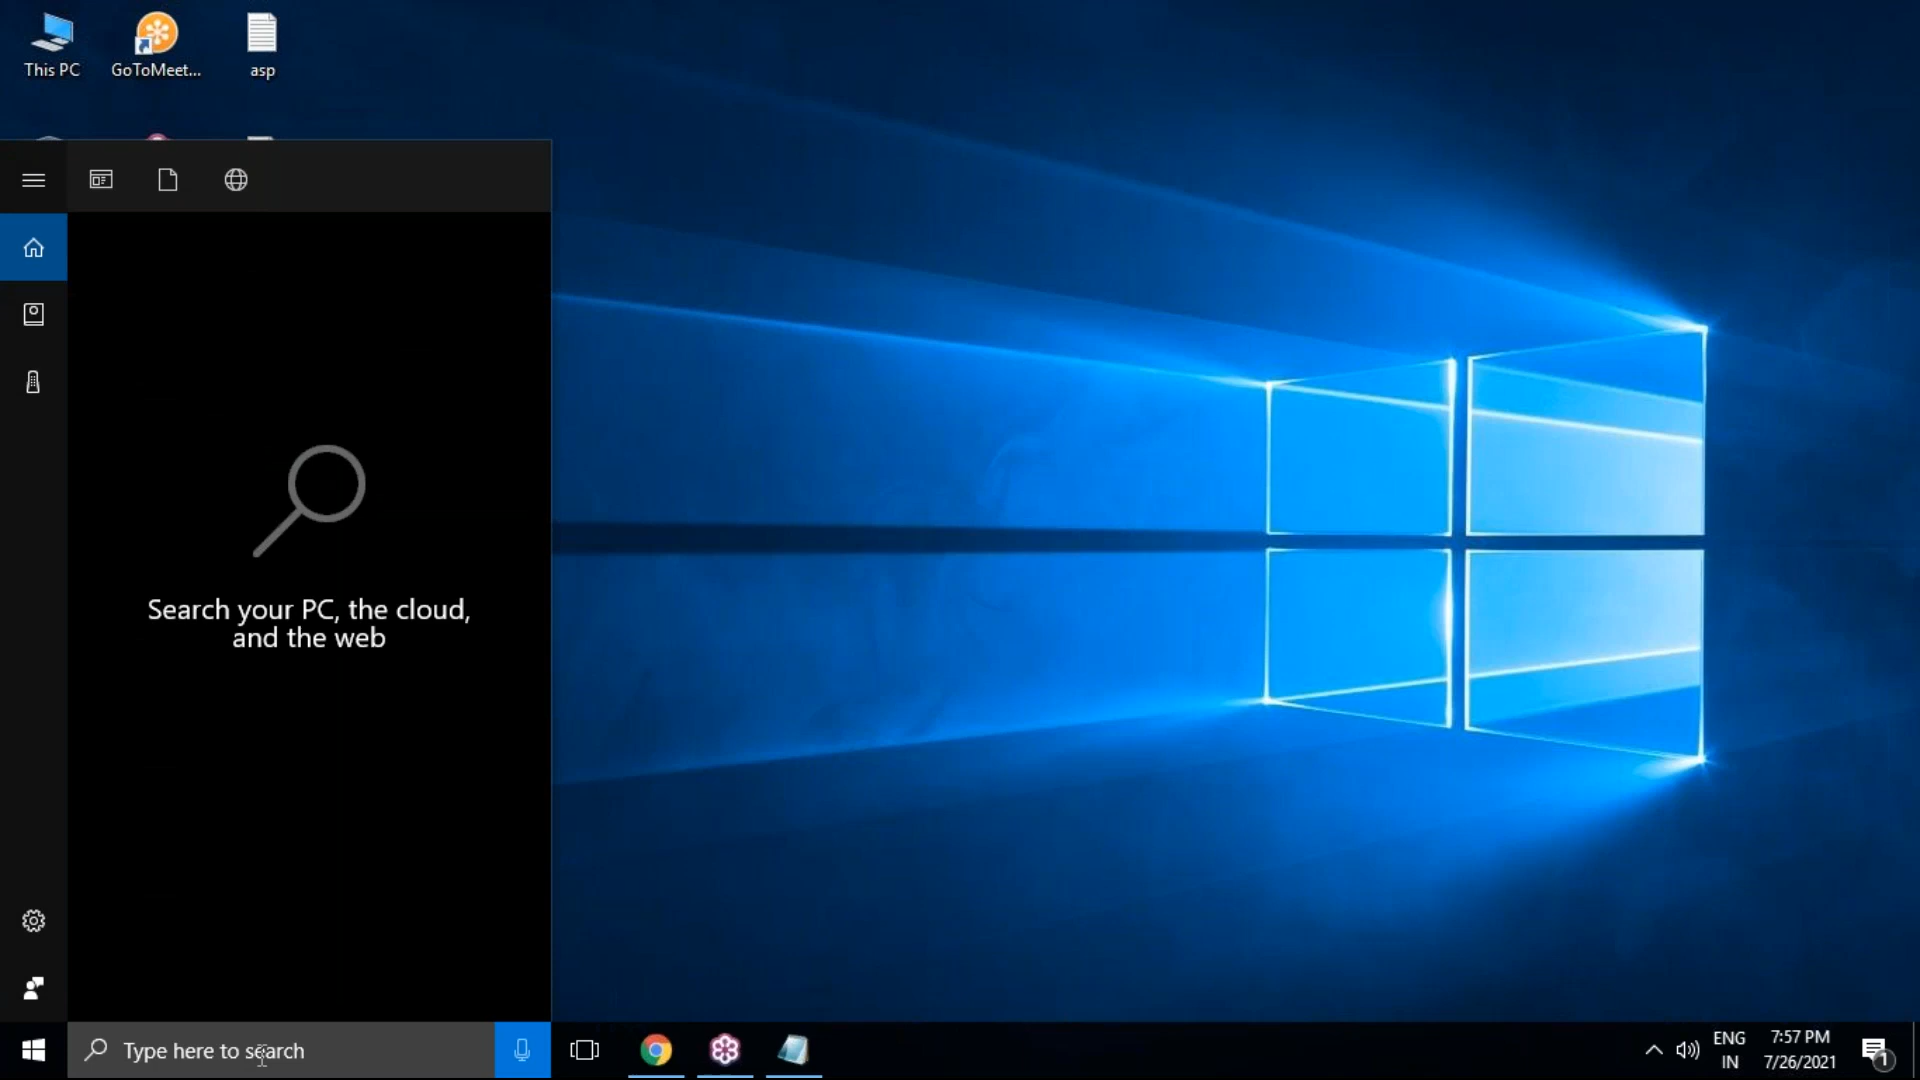 This PC
GoToMeet...
asp
Search your PC, the cloud,
and the web
Type here to search
ENG
IN
7:57 PM
7/26/2021
1